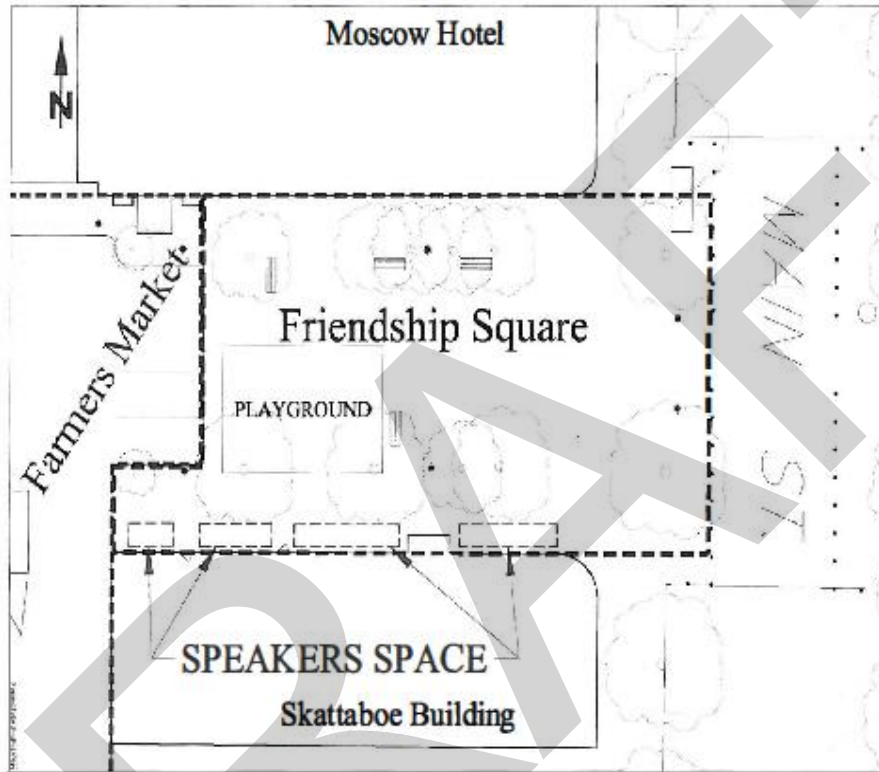 Moscow Hotel
N
MAIN ST
Farmers Market
Friendship Square
PLAYGROUND
SPEAKERS SPACE
Skattaboe Building
DRAFT